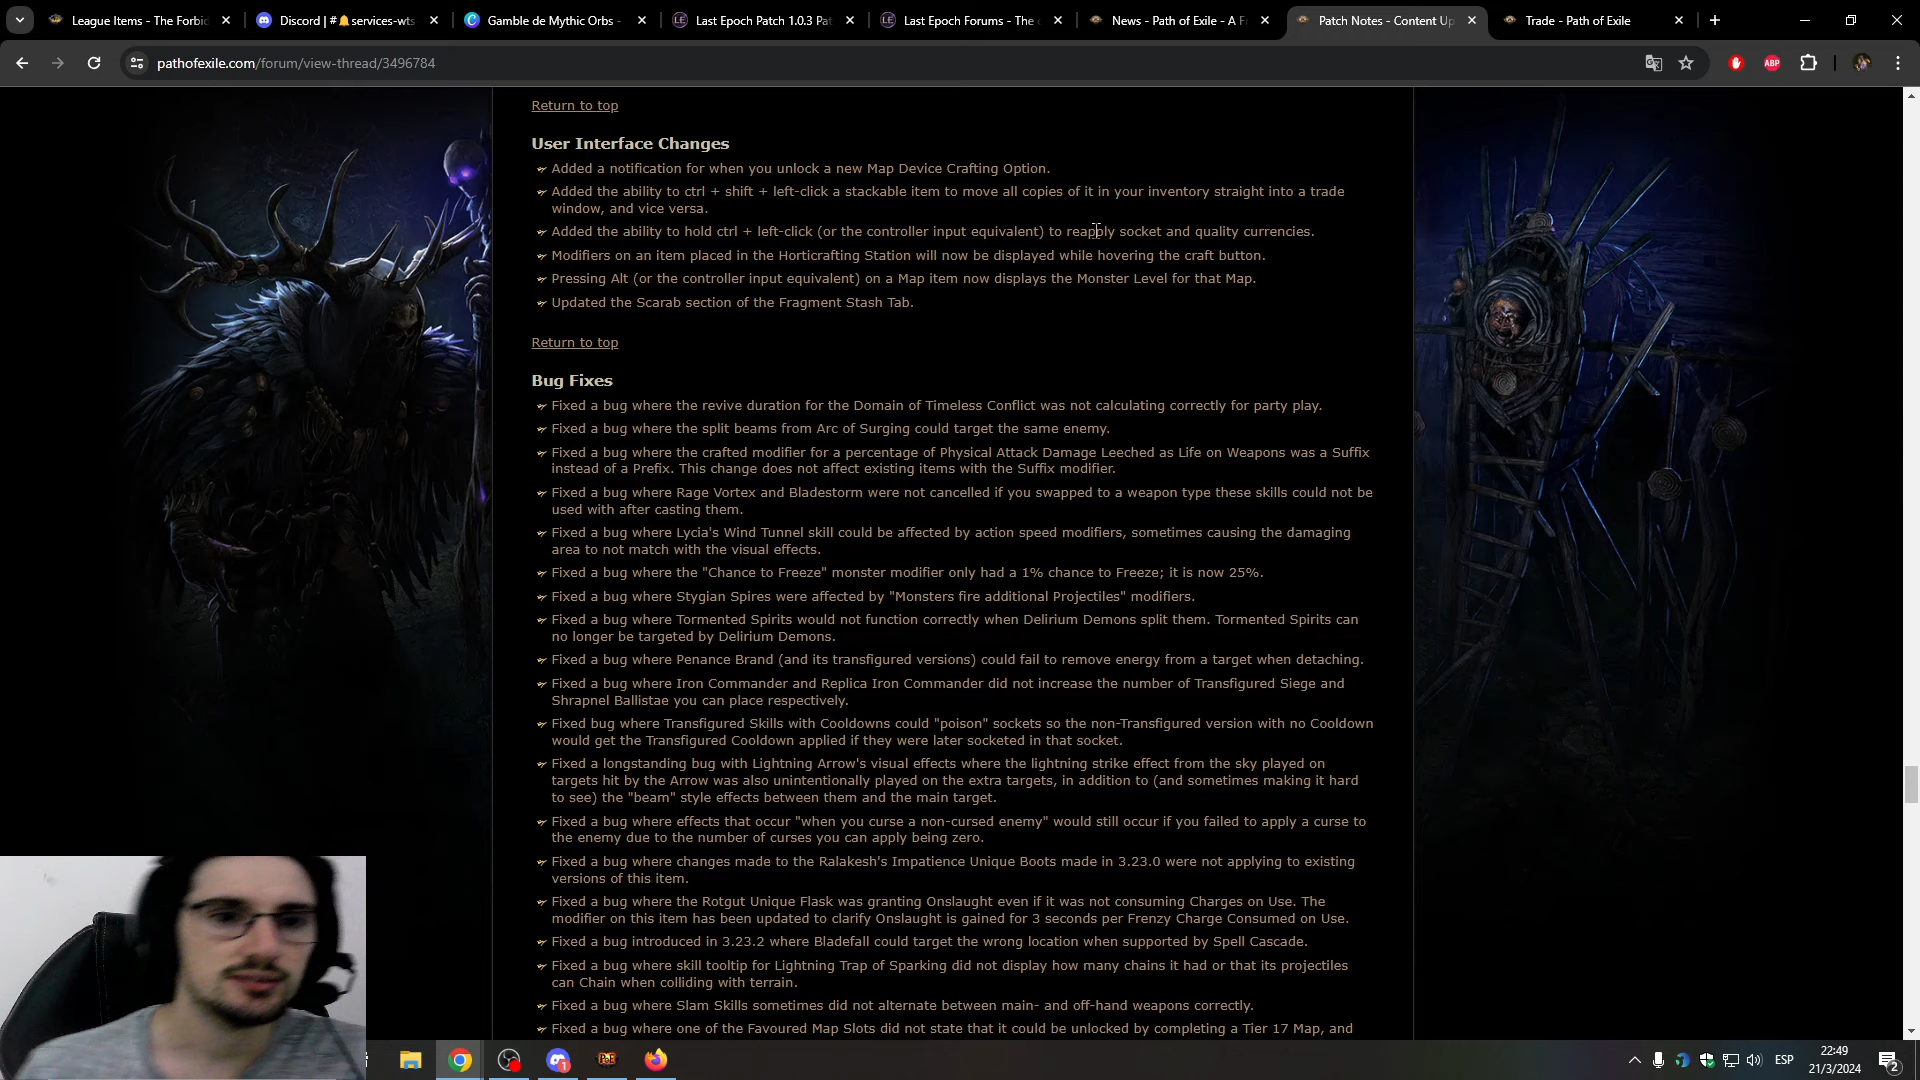 League Items - The Forbid
Discord | #🔔services-wts
Gamble de Mythic Orbs -
Last Epoch Patch 1.0.3 Pat
Last Epoch Forums - The
News - Path of Exile - A F
Patch Notes - Content Up
Trade - Path of Exile
pathofexile.com/forum/view-thread/3496784
ABP
Return to top
User Interface Changes
Added a notification for when you unlock a new Map Device Crafting Option.
Added the ability to ctrl + shift + left-click a stackable item to move all copies of it in your inventory straight into a trade
window, and vice versa.
Added the ability to hold ctrl + left-click (or the controller input equivalent) to reapply socket and quality currencies.
Modifiers on an item placed in the Horticrafting Station will now be displayed while hovering the craft button.
Pressing Alt (or the controller input equivalent) on a Map item now displays the Monster Level for that Map.
Updated the Scarab section of the Fragment Stash Tab.
Return to top
Bug Fixes
Fixed a bug where the revive duration for the Domain of Timeless Conflict was not calculating correctly for party play.
Fixed a bug where the split beams from Arc of Surging could target the same enemy.
Fixed a bug where the crafted modifier for a percentage of Physical Attack Damage Leeched as Life on Weapons was a Suffix
instead of a Prefix. This change does not affect existing items with the Suffix modifier.
Fixed a bug where Rage Vortex and Bladestorm were not cancelled if you swapped to a weapon type these skills could not be
used with after casting them.
Fixed a bug where Lycia's Wind Tunnel skill could be affected by action speed modifiers, sometimes causing the damaging
area to not match with the visual effects.
Fixed a bug where the "Chance to Freeze" monster modifier only had a 1% chance to Freeze; it is now 25%.
Fixed a bug where Stygian Spires were affected by "Monsters fire additional Projectiles" modifiers.
Fixed a bug where Tormented Spirits would not function correctly when Delirium Demons split them. Tormented Spirits can
no longer be targeted by Delirium Demons.
Fixed a bug where Penance Brand (and its transfigured versions) could fail to remove energy from a target when detaching.
Fixed a bug where Iron Commander and Replica Iron Commander did not increase the number of Transfigured Siege and
Shrapnel Ballistae you can place respectively.
Fixed bug where Transfigured Skills with Cooldowns could "poison" sockets so the non-Transfigured version with no Cooldown
would get the Transfigured Cooldown applied if they were later socketed in that socket.
Fixed a longstanding bug with Lightning Arrow's visual effects where the lightning strike effect from the sky played on
targets hit by the Arrow was also unintentionally played on the extra targets, in addition to (and sometimes making it hard
to see) the "beam" style effects between them and the main target.
Fixed a bug where effects that occur "when you curse a non-cursed enemy" would still occur if you failed to apply a curse to
the enemy due to the number of curses you can apply being zero.
Fixed a bug where changes made to the Ralakesh's Impatience Unique Boots made in 3.23.0 were not applying to existing
versions of this item.
Fixed a bug where the Rotgut Unique Flask was granting Onslaught even if it was not consuming Charges on Use. The
modifier on this item has been updated to clarify Onslaught is gained for 3 seconds per Frenzy Charge Consumed on Use.
Fixed a bug introduced in 3.23.2 where Bladefall could target the wrong location when supported by Spell Cascade.
Fixed a bug where skill tooltip for Lightning Trap of Sparking did not display how many chains it had or that its projectiles
can Chain when colliding with terrain.
Fixed a bug where Slam Skills sometimes did not alternate between main- and off-hand weapons correctly.
Fixed a bug where one of the Favoured Map Slots did not state that it could be unlocked by completing a Tier 17 Map, and
ESP
22:49
21/3/2024
2